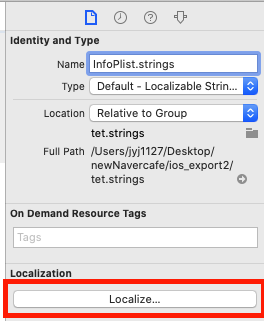 Identity and Type
Name InfoPlist.strings
Type Default - Localizable Strin...
Location Relative to Group
tet.strings
Full Path /Users/jyj1127/Desktop/
newNavercafe/ios_export2/
tet.strings
On Demand Resource Tags
Tags
Localization
Localize...